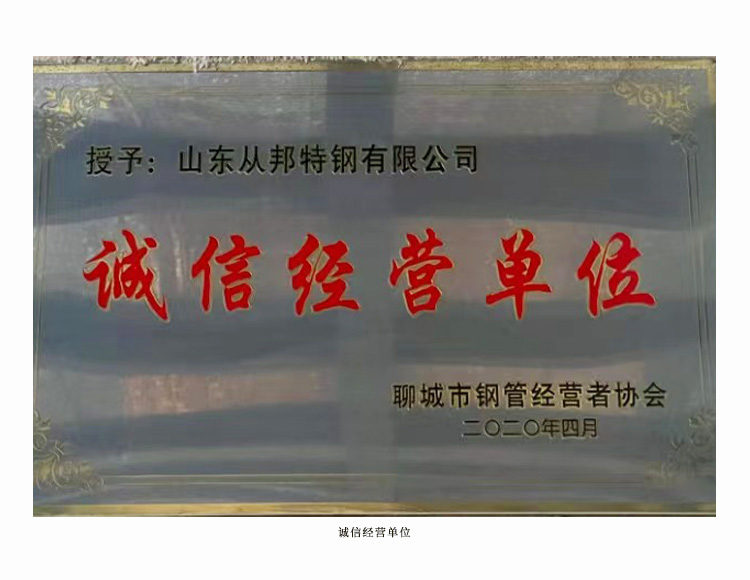 授予：山东从邦特钢有限公司
诚信经营单位
聊城市钢管经营者协会
二〇二〇年四月
诚信经营单位